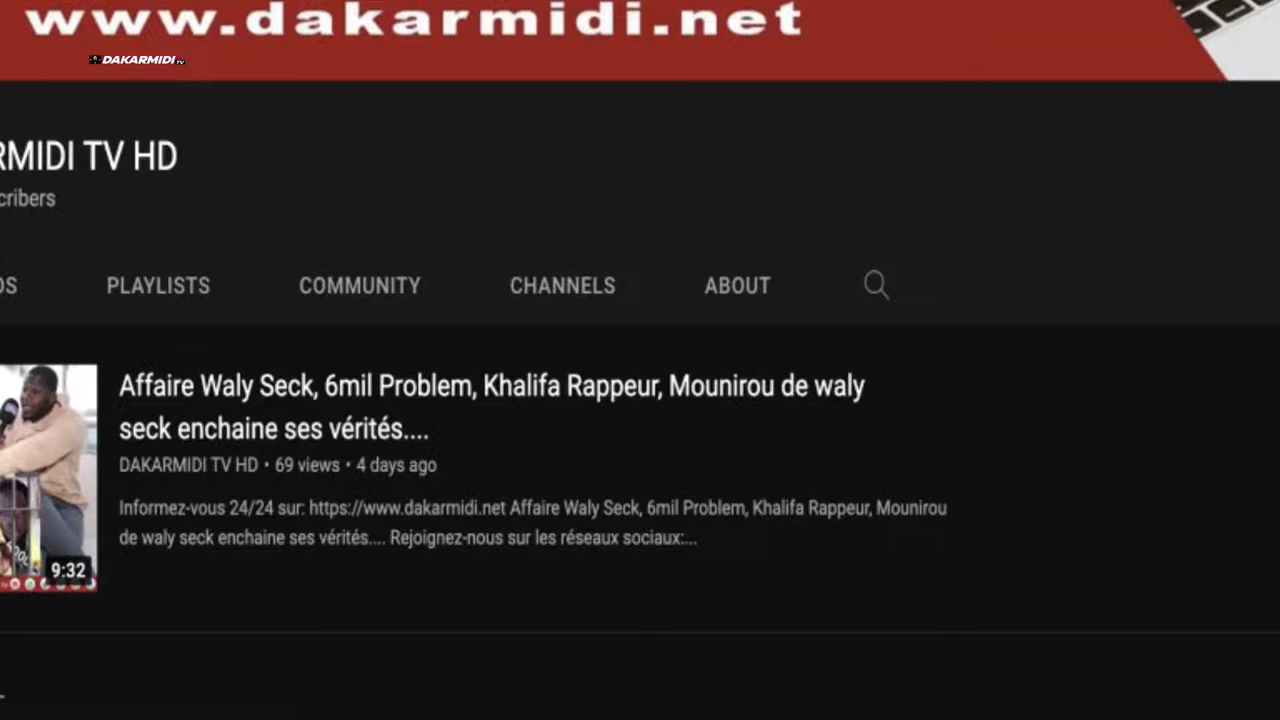 www.dakarmidi.net
DAKARMIDI TV
RMIDI TV HD
cribers
OS
PLAYLISTS
COMMUNITY
CHANNELS
ABOUT
Affaire Waly Seck, 6mil Problem, Khalifa Rappeur, Mounirou de waly
seck enchaine ses vérités....
DAKARMIDI TV HD • 69 views • 4 days ago
Informez-vous 24/24 sur: https://www.dakarmidi.net Affaire Waly Seck, 6mil Problem, Khalifa Rappeur, Mounirou
de waly seck enchaine ses vérités.... Rejoignez-nous sur les réseaux sociaux:...
9:32